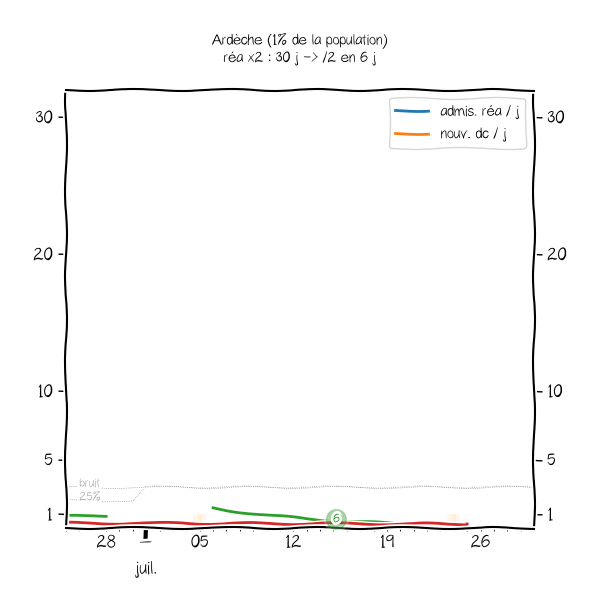 Ardèche (1% de la population)
réa x2 : 30 j -> /2 en 6 j
admis. réa / j
nouv. dc / j
30 30
20 20
10 10
5 5
bruit
25%
1 1
6
28 05 12 19 26
juil.